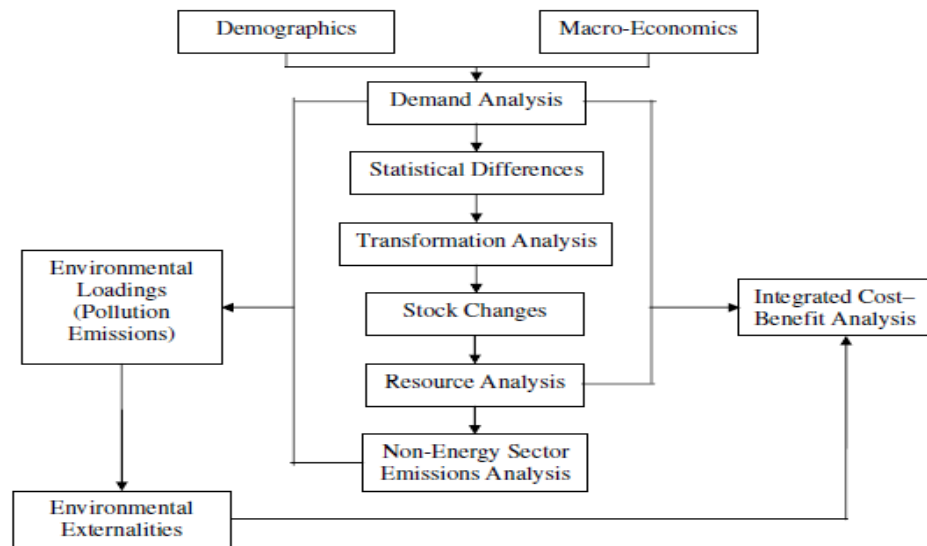 Demographics
Macro-Economics
Demand Analysis
Statistical Differences
Transformation Analysis
Environmental
Loadings
(Pollution
Emissions)
Stock Changes
Integrated Cost–
Benefit Analysis
Resource Analysis
Non-Energy Sector
Emissions Analysis
Environmental
Externalities